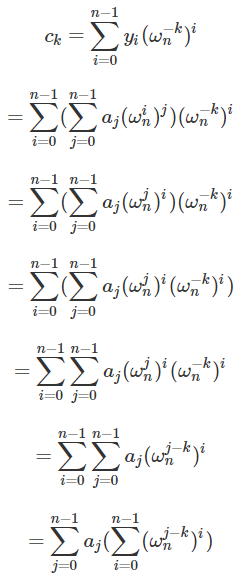 $c_k = \sum_{i=0}^{n-1} y_i (\omega_n^{-k})^i$
$= \sum_{i=0}^{n-1} ( \sum_{j=0}^{n-1} a_j (\omega_n^i)^j ) (\omega_n^{-k})^i$
$= \sum_{i=0}^{n-1} ( \sum_{j=0}^{n-1} a_j (\omega_n^j)^i ) (\omega_n^{-k})^i$
$= \sum_{i=0}^{n-1} ( \sum_{j=0}^{n-1} a_j (\omega_n^j)^i (\omega_n^{-k})^i )$
$= \sum_{i=0}^{n-1} \sum_{j=0}^{n-1} a_j (\omega_n^j)^i (\omega_n^{-k})^i$
$= \sum_{i=0}^{n-1} \sum_{j=0}^{n-1} a_j (\omega_n^{j-k})^i$
$= \sum_{j=0}^{n-1} a_j ( \sum_{i=0}^{n-1} (\omega_n^{j-k})^i )$